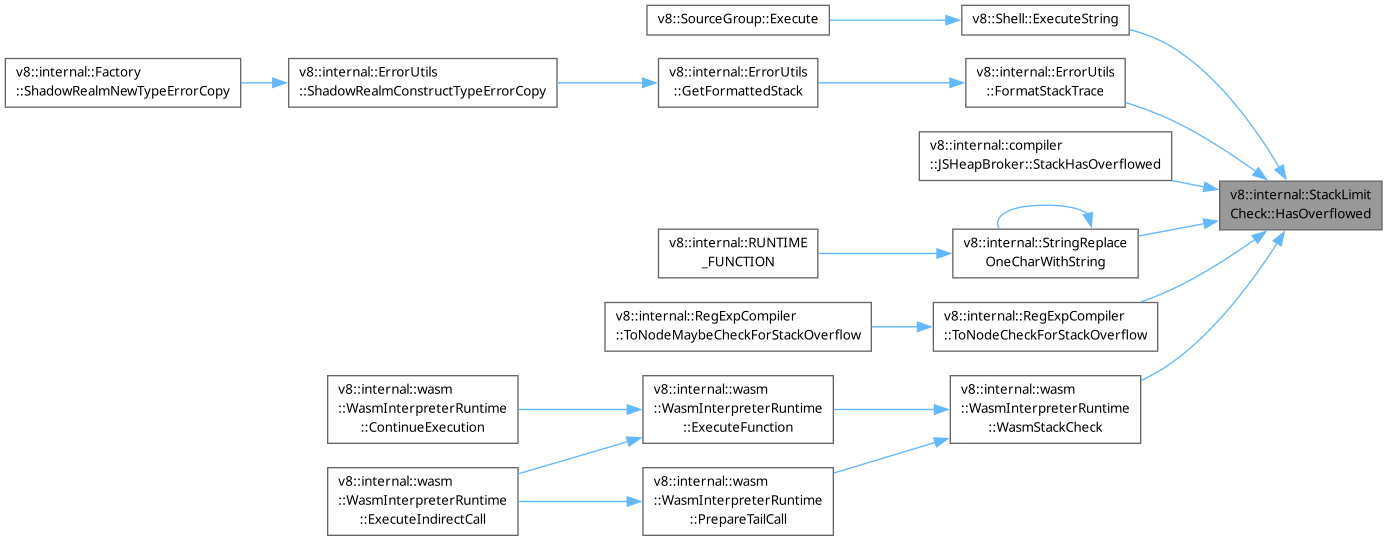 v8::SourceGroup::Execute
v8::Shell::ExecuteString
v8::internal::Factory
::ShadowRealmNewTypeErrorCopy
v8::internal::ErrorUtils
::ShadowRealmConstructTypeErrorCopy
v8::internal::ErrorUtils
::GetFormattedStack
v8::internal::ErrorUtils
::FormatStackTrace
v8::internal::compiler
::JSHeapBroker::StackHasOverflowed
v8::internal::StackLimit
Check::HasOverflowed
v8::internal::RUNTIME
_FUNCTION
v8::internal::StringReplace
OneCharWithString
v8::internal::RegExpCompiler
::ToNodeMaybeCheckForStackOverflow
v8::internal::RegExpCompiler
::ToNodeCheckForStackOverflow
v8::internal::wasm
::WasmInterpreterRuntime
::ContinueExecution
v8::internal::wasm
::WasmInterpreterRuntime
::ExecuteFunction
v8::internal::wasm
::WasmInterpreterRuntime
::WasmStackCheck
v8::internal::wasm
::WasmInterpreterRuntime
::ExecuteIndirectCall
v8::internal::wasm
::WasmInterpreterRuntime
::PrepareTailCall